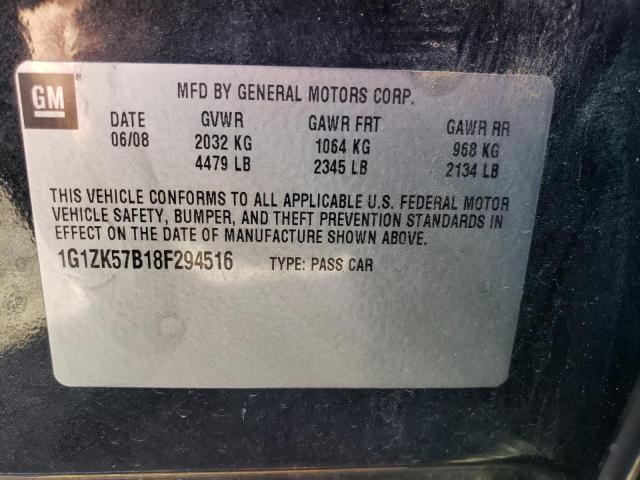 GM
MFD BY GENERAL MOTORS CORP.
DATE GVWR GAWR FRT GAWR RR
06/08 2032 KG 1064 KG 968 KG
4479 LB 2345 LB 2134 LB
THIS VEHICLE CONFORMS TO ALL APPLICABLE U.S. FEDERAL MOTOR
VEHICLE SAFETY, BUMPER, AND THEFT PREVENTION STANDARDS IN
EFFECT ON THE DATE OF MANUFACTURE SHOWN ABOVE.
1G1ZK57B18F294516 TYPE: PASS CAR